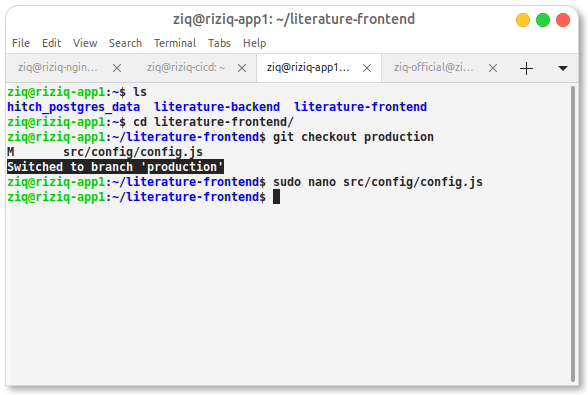 ziq@riziq-app1: ~/literature-frontend
File Edit View Search Terminal Tabs Help
ziq@riziq-ngin... ziq@riziq-cicd: ~ ziq@riziq-app1... ziq-official@zi...
ziq@riziq-app1:~$ ls
hitch_postgres_data  literature-backend  literature-frontend
ziq@riziq-app1:~$ cd literature-frontend/
ziq@riziq-app1:~/literature-frontend$ git checkout production
M       src/config/config.js
Switched to branch 'production'
ziq@riziq-app1:~/literature-frontend$ sudo nano src/config/config.js
ziq@riziq-app1:~/literature-frontend$